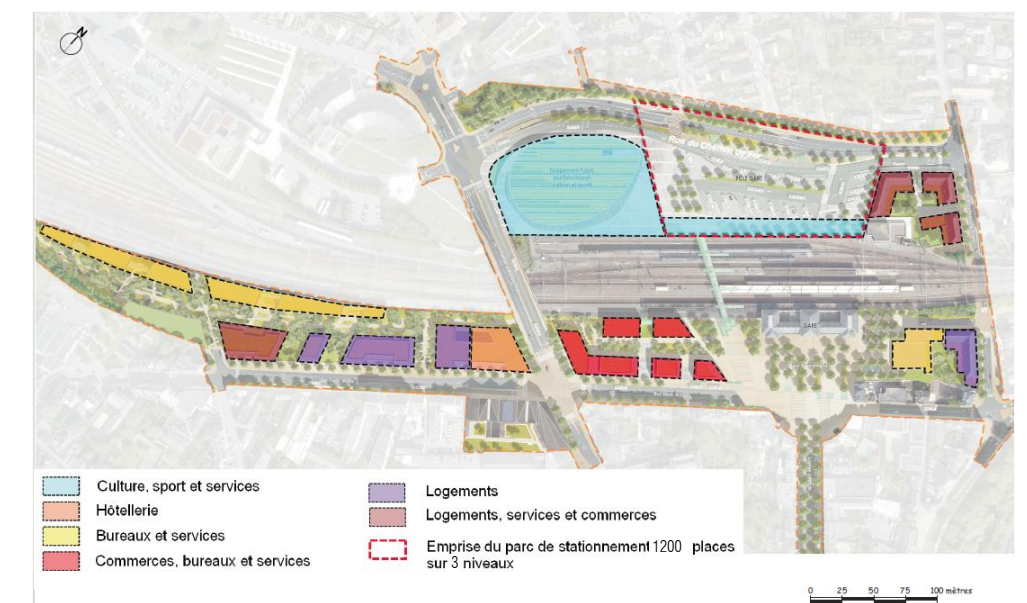 N
Rue du Chemin de Fer
PÔLE GARE
GARE
Culture, sport et services
Hôtellerie
Bureaux et services
Commerces, bureaux et services
Logements
Logements, services et commerces
Emprise du parc de stationnement 1200 places
sur 3 niveaux
0 25 50 75 100 mètres